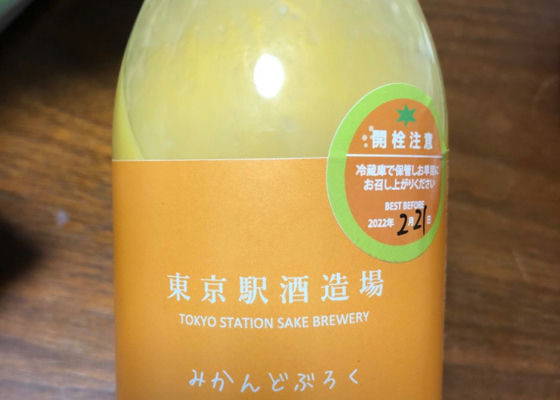 開栓注意
冷蔵庫で保管しお早目に
お召し上がりください
BEST BEFORE
2022年 2月 21日
東京駅酒造場
TOKYO STATION SAKE BREWERY
みかんどぶろく